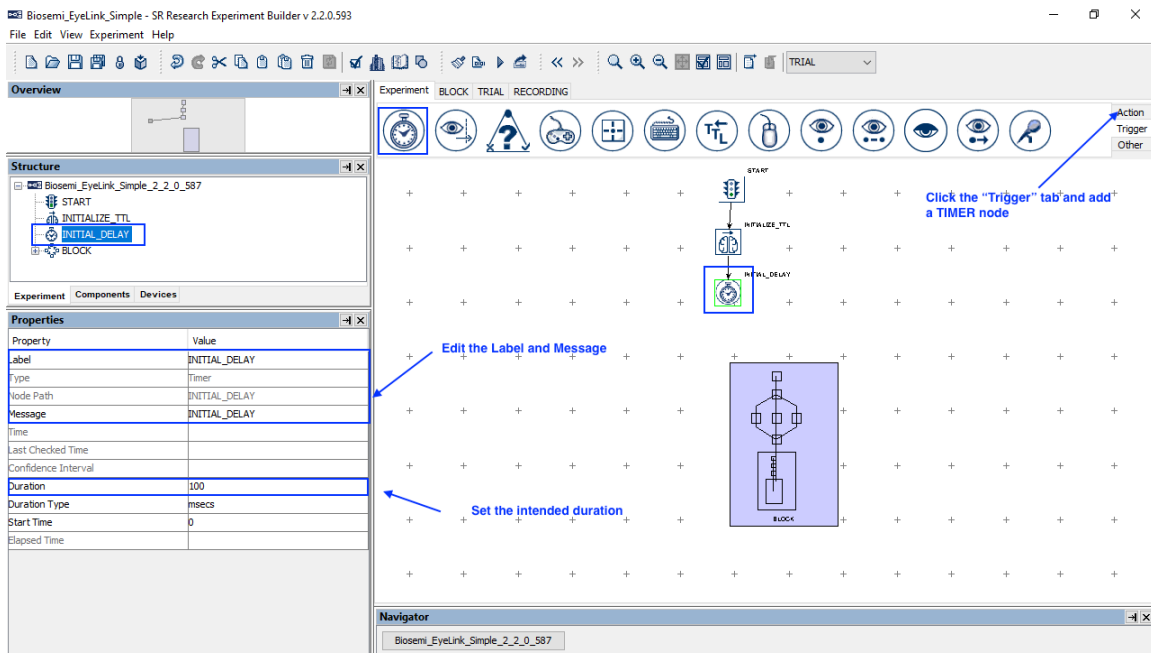 Biosemi_EyeLink_Simple - SR Research Experiment Builder v 2.2.0.593
File Edit View Experiment Help
TRIAL
Overview
Experiment BLOCK TRIAL RECORDING
TTL
Action
Trigger
Other
Structure
Biosemi_EyeLink_Simple_2_2_0_587
START
INITIALIZE_TTL
INITIAL_DELAY
BLOCK
Experiment Components Devices
START
INITIALIZE_TTL
INITIAL_DELAY
Click the “Trigger” tab and add
a TIMER node
Properties
Property Value
Label INITIAL_DELAY
Type Timer
Node Path INITIAL_DELAY
Message INITIAL_DELAY
Time
Last Checked Time
Confidence Interval
Duration 100
Duration Type msecs
Start Time 0
Elapsed Time
Edit the Label and Message
Set the intended duration
BLOCK
Navigator
Biosemi_EyeLink_Simple_2_2_0_587